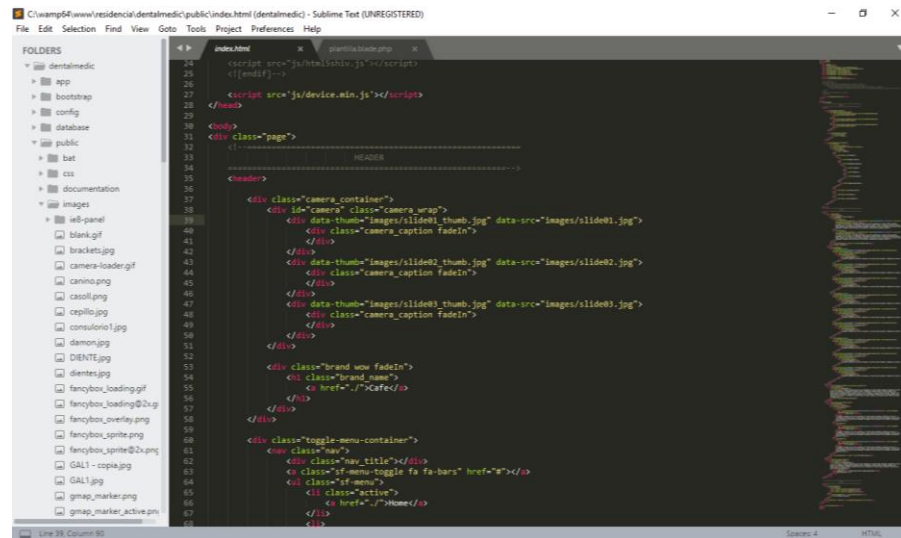 C:\wamp64\www\residencia\dentalmedic\public\index.html (dentalmedic) - Sublime Text (UNREGISTERED)
File Edit Selection Find View Goto Tools Project Preferences Help
FOLDERS
dentalmedic
app
bootstrap
config
database
public
bat
css
documentation
images
ie8-panel
blank.gif
brackets.jpg
camera-loader.gif
canino.png
casoll.png
cepillo.jpg
consulorio1.jpg
damon.jpg
DIENTE.jpg
dientes.jpg
fancybox_loading.gif
fancybox_loading@2x.g
fancybox_overlay.png
fancybox_sprite.png
fancybox_sprite@2x.png
GAL1 - copia.jpg
GAL1.jpg
gmap_marker.png
gmap_marker_active.pn
index.html × plantilla.blade.php ×
24 <script src="js/html5shiv.js"></script>
25 <![endif]-->
26
27 <script src='js/device.min.js'></script>
28 </head>
29
30 <body>
31 <div class="page">
32 <!--========================================================
33 HEADER
34 =========================================================-->
35 <header>
36
37 <div class="camera_container">
38 <div id="camera" class="camera_wrap">
39 <div data-thumb="images/slide01_thumb.jpg" data-src="images/slide01.jpg">
40 <div class="camera_caption fadeIn">
41 </div>
42 </div>
43 <div data-thumb="images/slide02_thumb.jpg" data-src="images/slide02.jpg">
44 <div class="camera_caption fadeIn">
45 </div>
46 </div>
47 <div data-thumb="images/slide03_thumb.jpg" data-src="images/slide03.jpg">
48 <div class="camera_caption fadeIn">
49 </div>
50 </div>
51 </div>
52
53 <div class="brand wow fadeIn">
54 <h1 class="brand_name">
55 <a href="./">Cafe</a>
56 </h1>
57 </div>
58 </div>
59
60 <div class="toggle-menu-container">
61 <nav class="nav">
62 <div class="nav_title"></div>
63 <a class="sf-menu-toggle fa fa-bars" href="#"></a>
64 <ul class="sf-menu">
65 <li class="active">
66 <a href="./">Home</a>
67 </li>
68 <li>
Line 39, Column 90 Spaces: 4 HTML